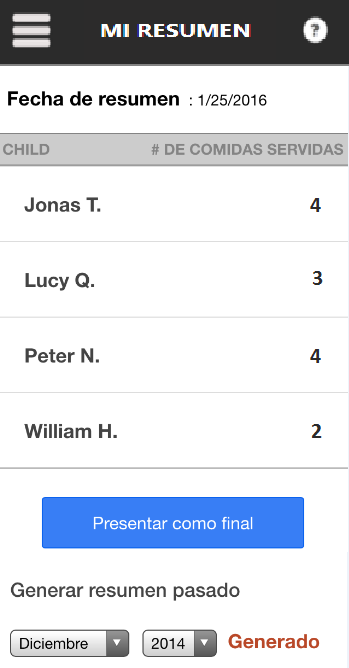 MI RESUMEN ?
Fecha de resumen : 1/25/2016
CHILD # DE COMIDAS SERVIDAS
Jonas T. 4
Lucy Q. 3
Peter N. 4
William H. 2
Presentar como final
Generar resumen pasado
Diciembre 2014 Generado